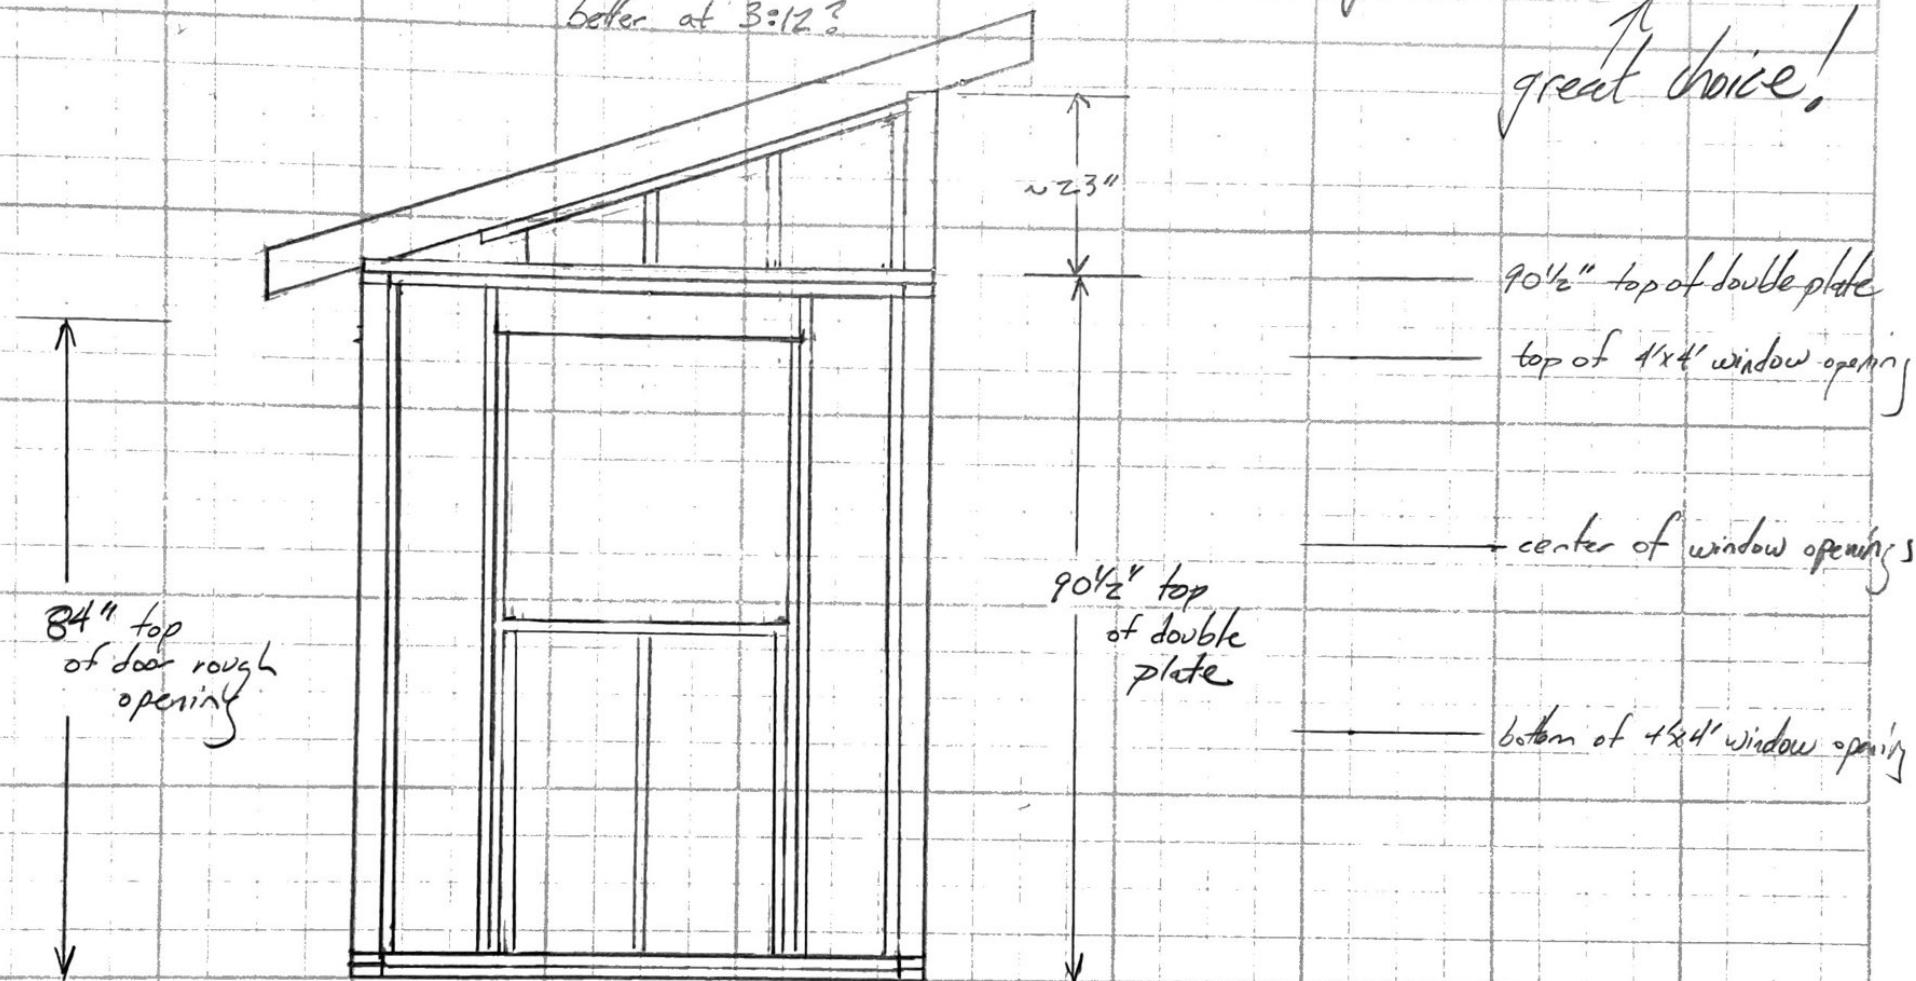 better at 3:12?
great choice!
~23"
90½" top of double plate
top of 4'x4' window opening
center of window openings
90½" top
of double
plate
84" top
of door rough
opening
bottom of 4'x4' window opening